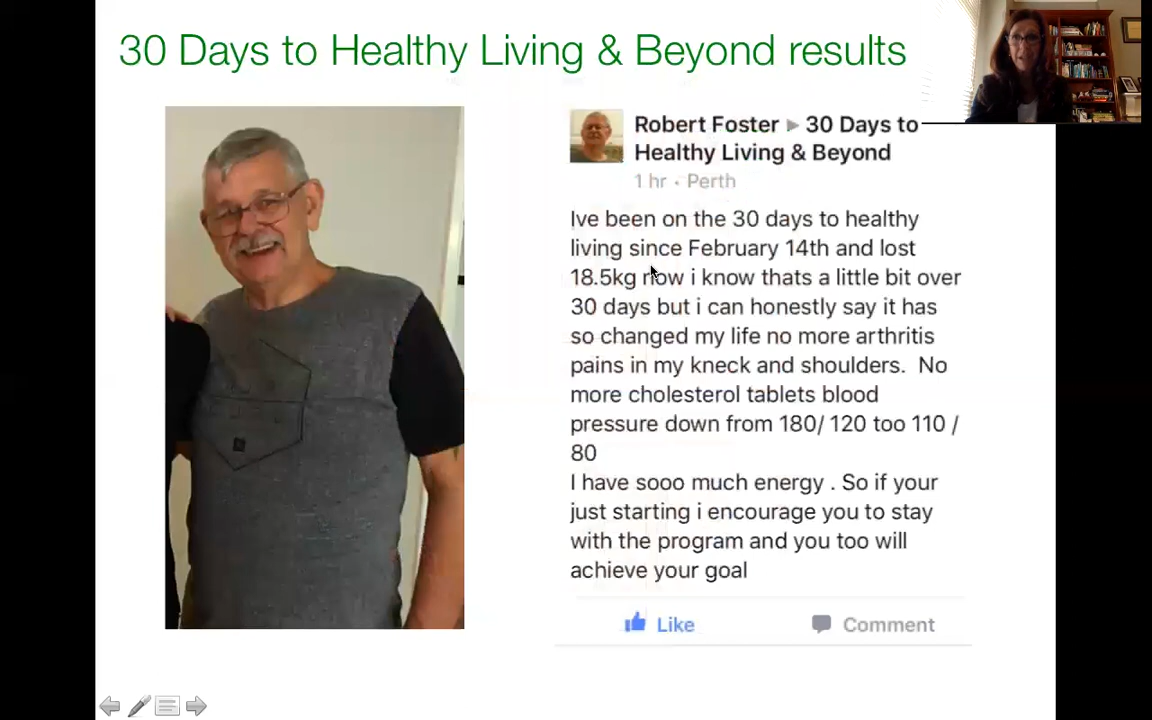 30 Days to Healthy Living & Beyond results
Robert Foster ▸ 30 Days to
Healthy Living & Beyond
1 hr · Perth
Ive been on the 30 days to healthy
living since February 14th and lost
18.5kg now i know thats a little bit over
30 days but i can honestly say it has
so changed my life no more arthritis
pains in my kneck and shoulders. No
more cholesterol tablets blood
pressure down from 180/ 120 too 110 /
80
I have sooo much energy . So if your
just starting i encourage you to stay
with the program and you too will
achieve your goal
Like
Comment